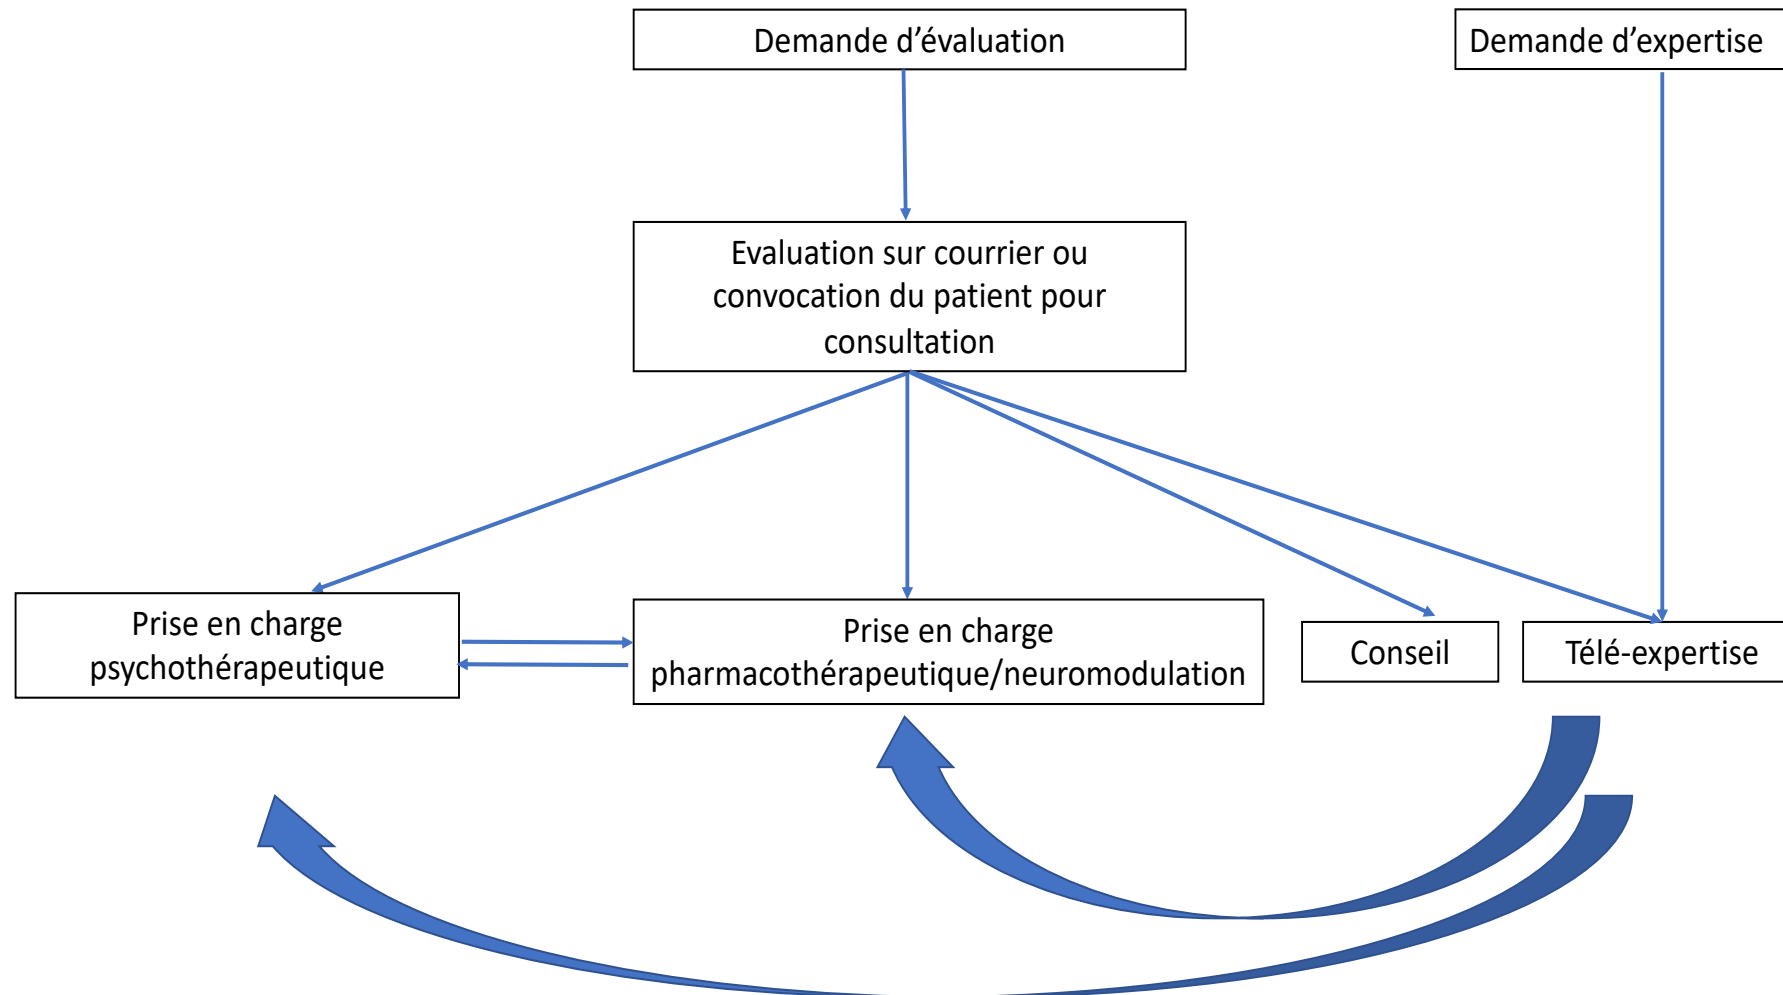 Demande d’évaluation
Demande d’expertise
Evaluation sur courrier ou
convocation du patient pour
consultation
Prise en charge
psychothérapeutique
Prise en charge
pharmacothérapeutique/neuromodulation
Conseil
Télé-expertise